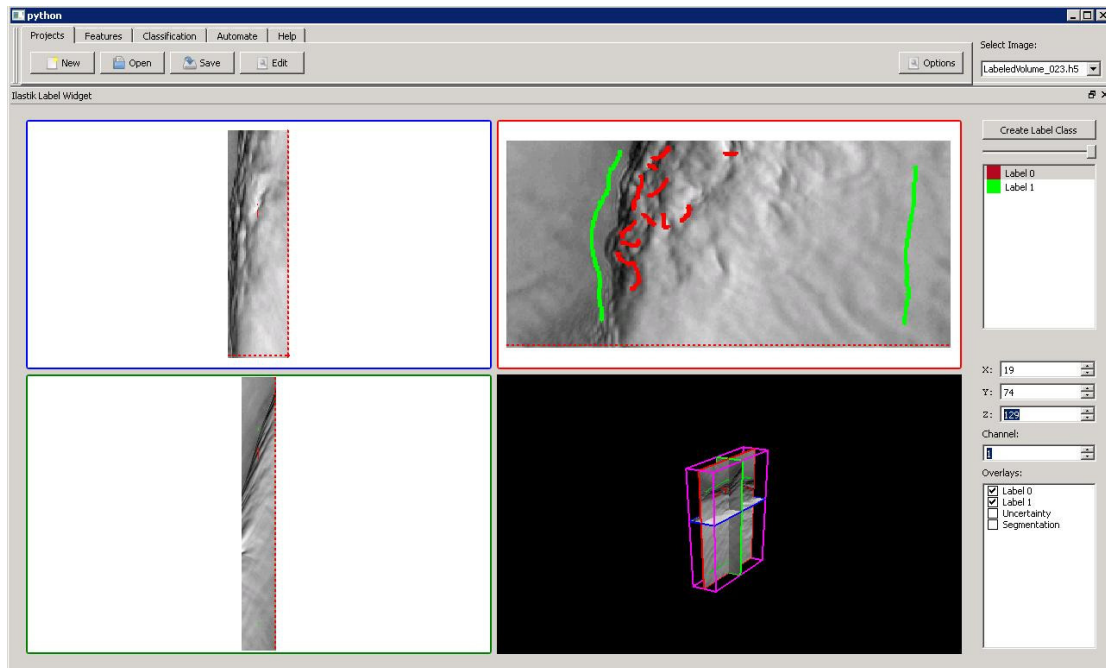 python
Projects Features Classification Automate Help
New Open Save Edit Options
Select Image:
LabeledVolume_023.h5
Ilastik Label Widget
Create Label Class
Label 0
Label 1
X: 19
Y: 74
Z: 129
Channel:
1
Overlays:
Label 0
Label 1
Uncertainty
Segmentation